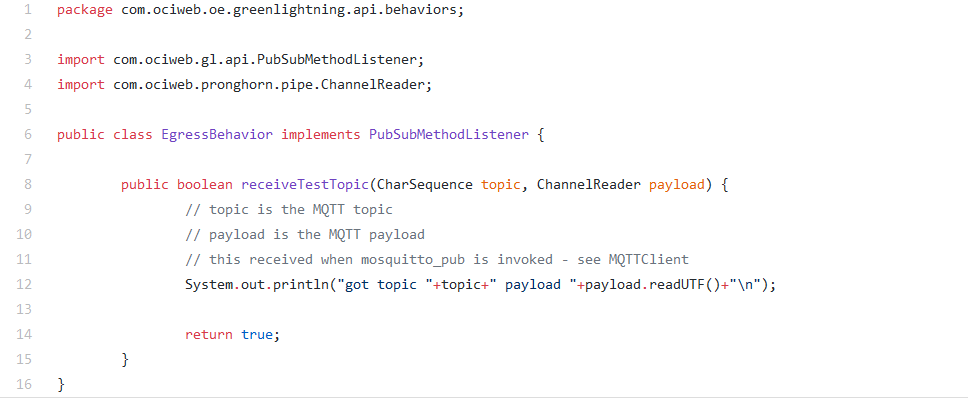 1 package com.ociweb.oe.greenlightning.api.behaviors;
2
3 import com.ociweb.gl.api.PubSubMethodListener;
4 import com.ociweb.pronghorn.pipe.ChannelReader;
5
6 public class EgressBehavior implements PubSubMethodListener {
7
8 public boolean receiveTestTopic(CharSequence topic, ChannelReader payload) {
9 // topic is the MQTT topic
10 // payload is the MQTT payload
11 // this received when mosquitto_pub is invoked - see MQTTClient
12 System.out.println("got topic "+topic+" payload "+payload.readUTF()+"\n");
13
14 return true;
15 }
16 }